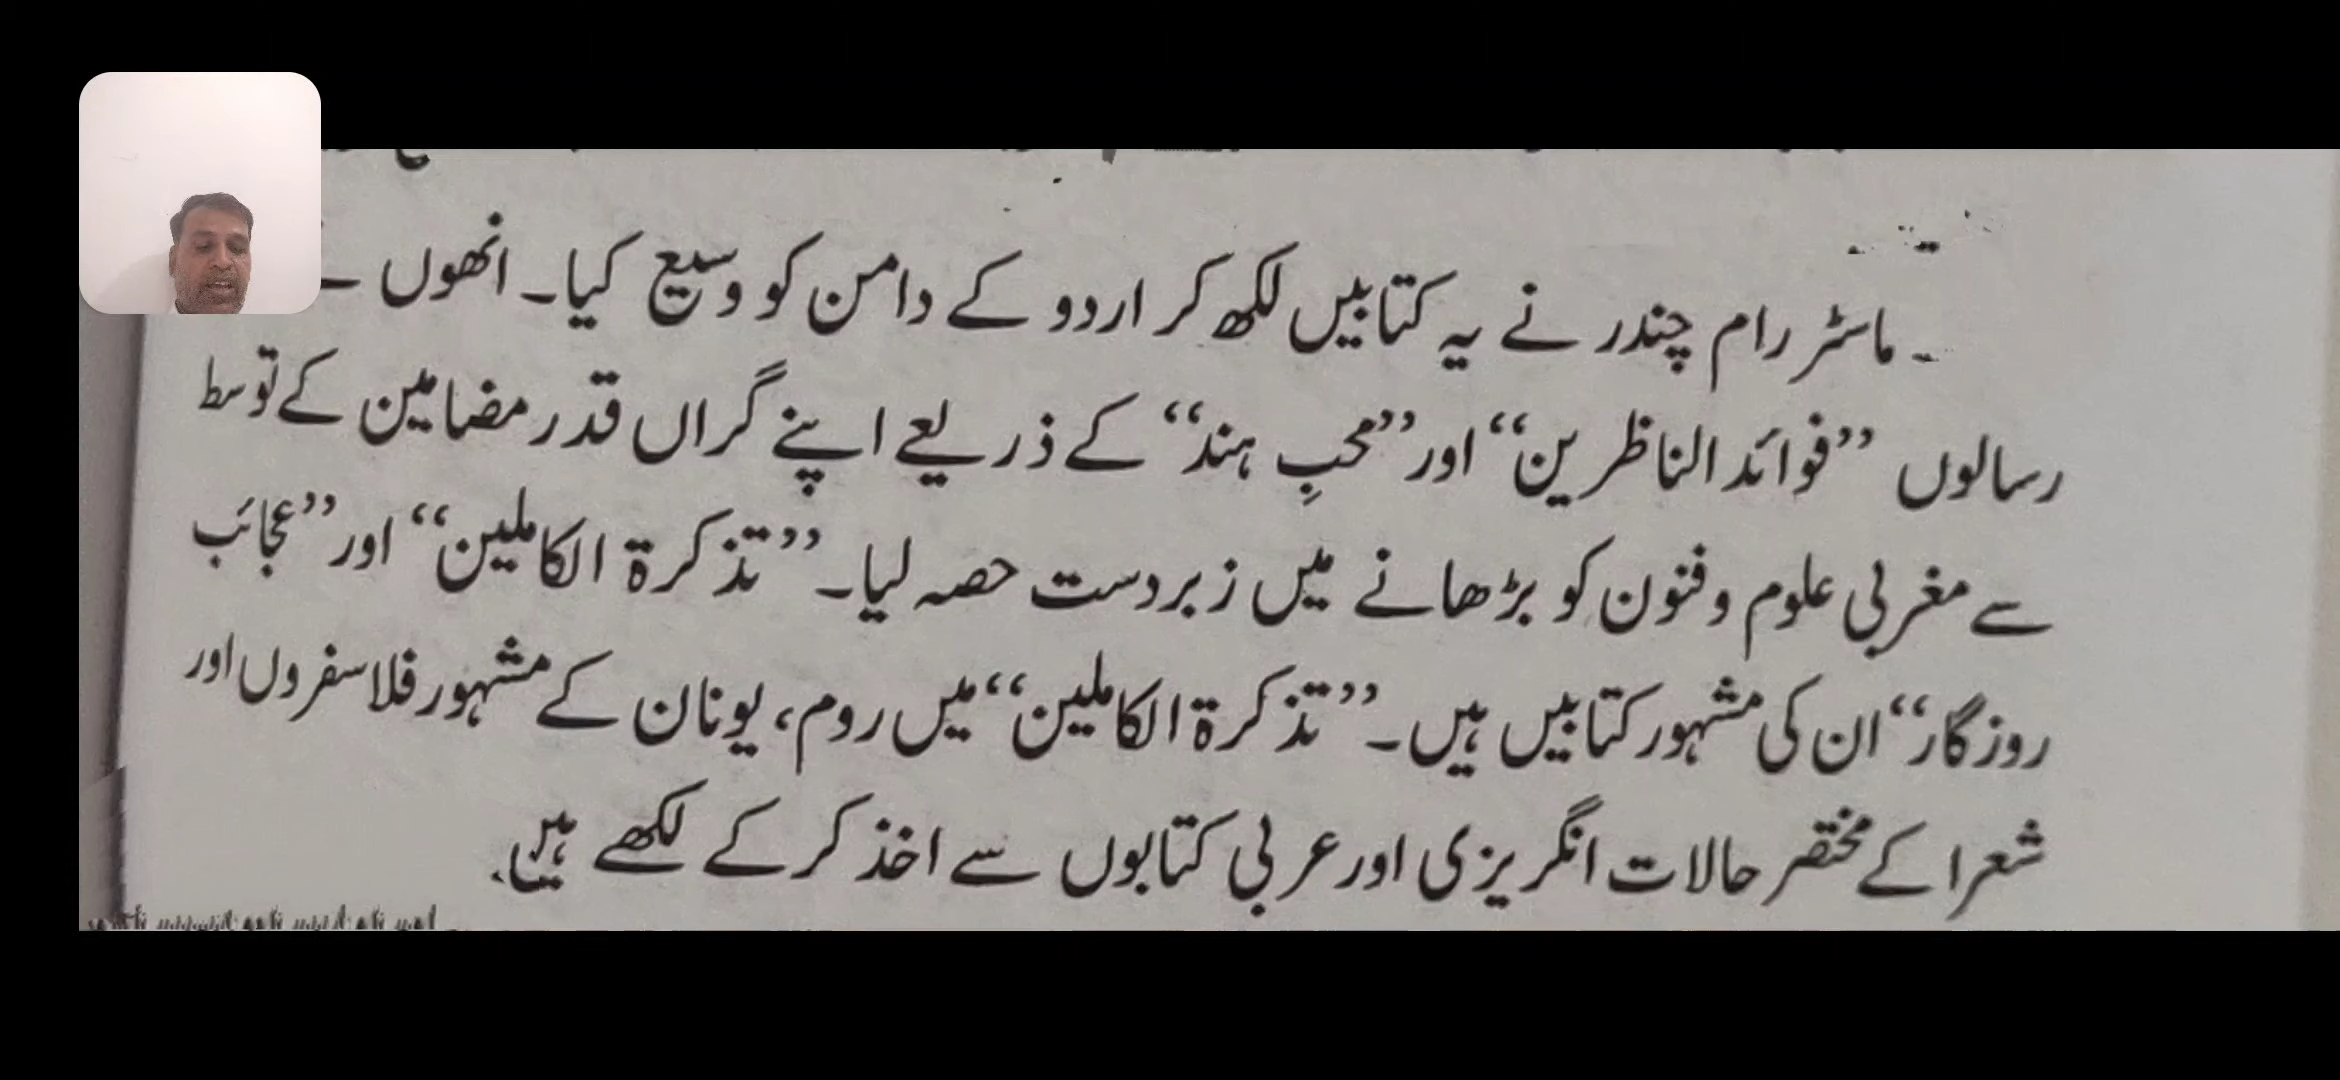 ۔ ماسٹر رام چندر نے یہ کتابیں لکھ کر اردو کے دامن کو وسیع کیا۔ انھوں
رسالوں ”فوائد الناظرین“ اور ”محبِ ہند“ کے ذریعے اپنے گراں قدر مضامین کے توسط
سے مغربی علوم و فنون کو بڑھانے میں زبردست حصہ لیا۔ ”تذکرۃ الکاملین“ اور ”عجائب
روزگار“ ان کی مشہور کتابیں ہیں۔ ”تذکرۃ الکاملین“ میں روم، یونان کے مشہور فلاسفروں اور
شعرا کے مختصر حالات انگریزی اور عربی کتابوں سے اخذ کر کے لکھے ہیں